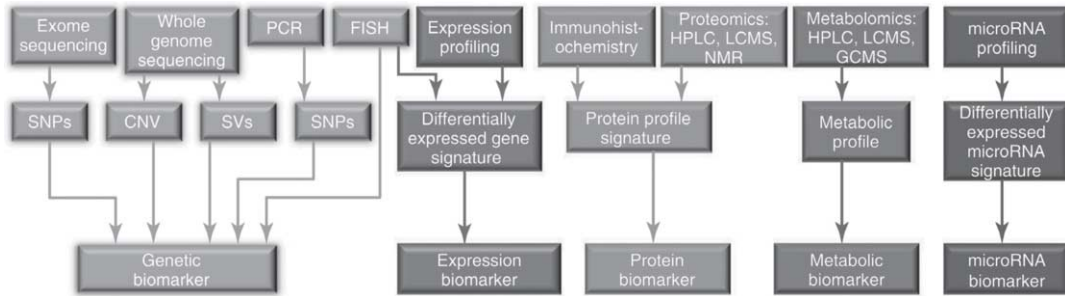 Exome
sequencing
Whole
genome
sequencing
PCR
FISH
Expression
profiling
Immunohist-
ochemistry
Proteomics:
HPLC, LCMS,
NMR
Metabolomics:
HPLC, LCMS,
GCMS
microRNA
profiling
SNPs
CNV
SVs
SNPs
Differentially
expressed gene
signature
Protein profile
signature
Metabolic
profile
Differentially
expressed
microRNA
signature
Genetic
biomarker
Expression
biomarker
Protein
biomarker
Metabolic
biomarker
microRNA
biomarker